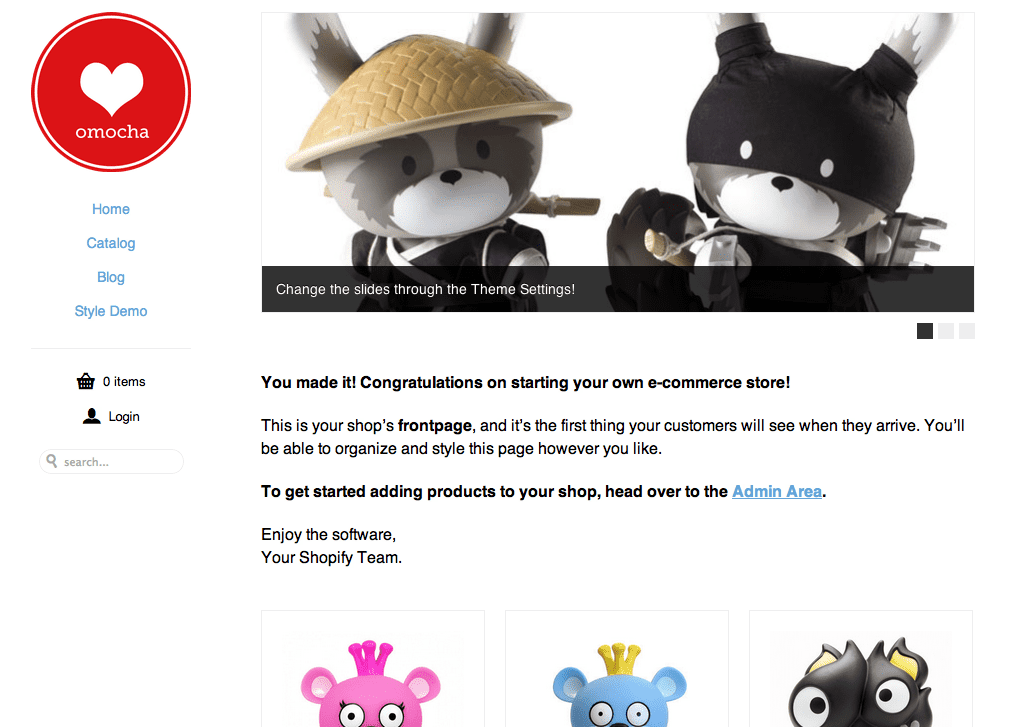 omocha
Home
Catalog
Blog
Style Demo
0 items
Login
search...
Change the slides through the Theme Settings!
You made it! Congratulations on starting your own e-commerce store!
This is your shop’s frontpage, and it’s the first thing your customers will see when they arrive. You’ll
be able to organize and style this page however you like.
To get started adding products to your shop, head over to the Admin Area.
Enjoy the software,
Your Shopify Team.